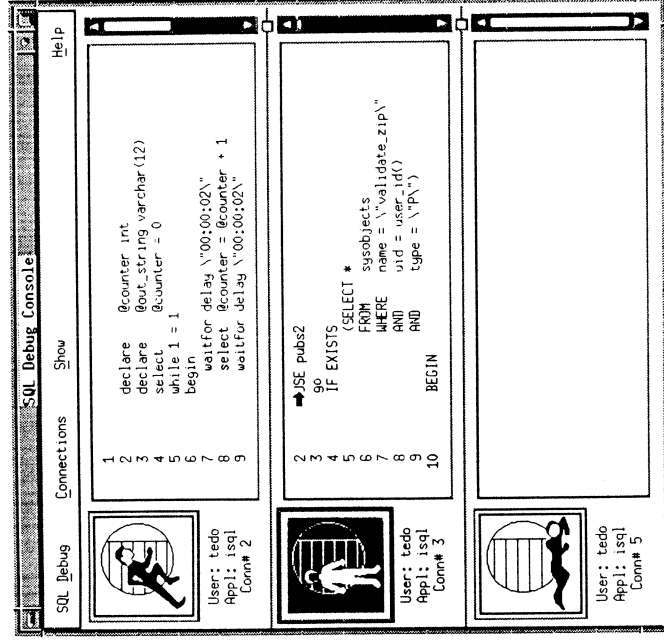 SQL Debug Console
SQL Debug Connections Show Help
1
2 declare @counter int
3 declare @out_string varchar(12)
4 select @counter = 0
5 while 1 = 1
6 begin
7 waitfor delay \"00:00:02\"
8 select @counter = @counter + 1
9 waitfor delay \"00:00:02\"
User: tedo
Appl: isql
Conn# 2
2 ➡JSE pubs2
3 go
4 IF EXISTS
5 (SELECT *
6 FROM sysobjects
7 WHERE name = \"validate_zip\"
8 AND uid = user_id()
9 AND type = \"P\")
10 BEGIN
User: tedo
Appl: isql
Conn# 3
User: tedo
Appl: isql
Conn# 5